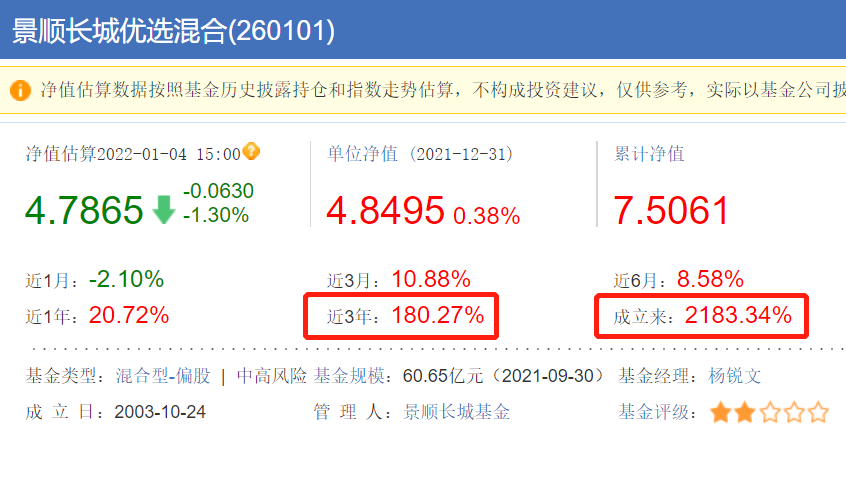 景顺长城优选混合(260101)
净值估算数据按照基金历史披露持仓和指数走势估算，不构成投资建议，仅供参考，实际以基金公司披
净值估算2022-01-04 15:00 单位净值 (2021-12-31) 累计净值
4.7865 -0.0630 -1.30% 4.8495 0.38% 7.5061
近1月：-2.10% 近3月：10.88% 近6月：8.58%
近1年：20.72% 近3年：180.27% 成立来：2183.34%
基金类型：混合型-偏股 | 中高风险 基金规模：60.65亿元（2021-09-30） 基金经理：杨锐文
成 立 日：2003-10-24 管 理 人：景顺长城基金 基金评级：